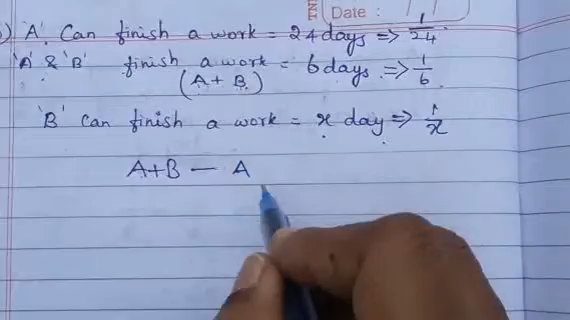 Date :
) 'A' Can finish a work = 24 days => 1/24
'A' & 'B' finish a work = 6 days => 1/6
(A + B)
'B' Can finish a work = x day => 1/x
A+B — A